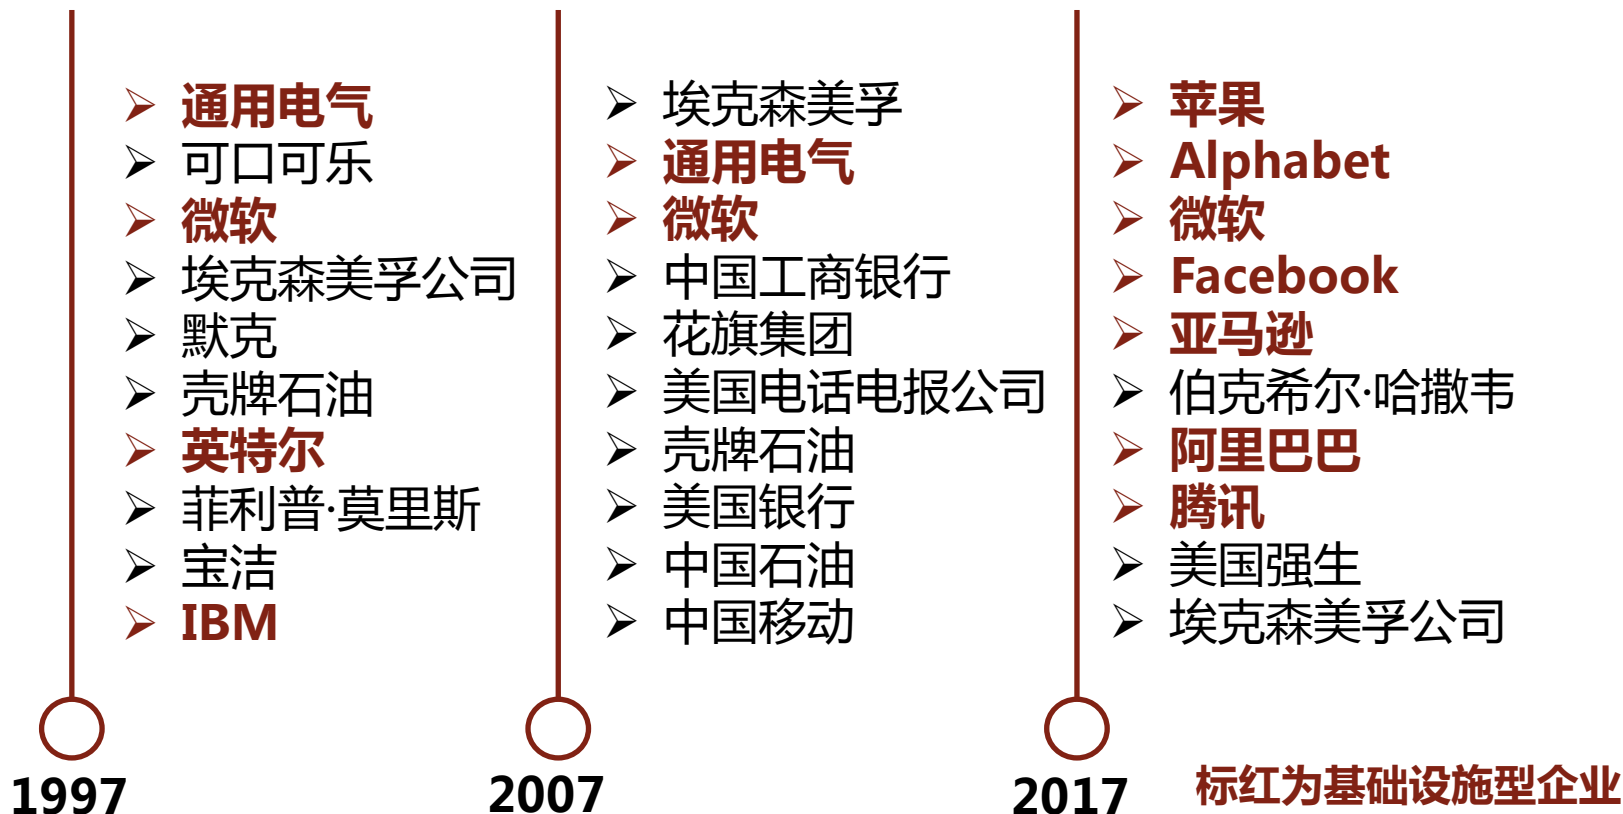 通用电气
可口可乐
微软
埃克森美孚公司
默克
壳牌石油
英特尔
菲利普·莫里斯
宝洁
IBM
1997
埃克森美孚
通用电气
微软
中国工商银行
花旗集团
美国电话电报公司
壳牌石油
美国银行
中国石油
中国移动
2007
苹果
Alphabet
微软
Facebook
亚马逊
伯克希尔·哈撒韦
阿里巴巴
腾讯
美国强生
埃克森美孚公司
2017
标红为基础设施型企业